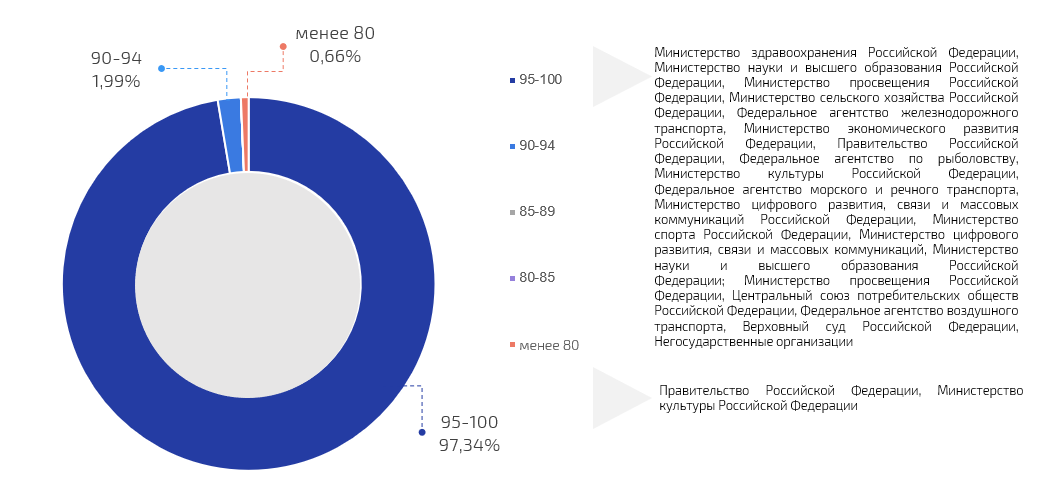 менее 80
0,66%
90-94
1,99%
95-100
97,34%
95-100
90-94
85-89
80-85
менее 80
Министерство здравоохранения Российской Федерации,
Министерство науки и высшего образования Российской
Федерации, Министерство просвещения Российской
Федерации, Министерство сельского хозяйства Российской
Федерации, Федеральное агентство железнодорожного
транспорта, Министерство экономического развития
Российской Федерации, Правительство Российской
Федерации, Федеральное агентство по рыболовству,
Министерство культуры Российской Федерации,
Федеральное агентство морского и речного транспорта,
Министерство цифрового развития, связи и массовых
коммуникаций Российской Федерации, Министерство
спорта Российской Федерации, Министерство цифрового
развития, связи и массовых коммуникаций, Министерство
науки и высшего образования Российской
Федерации; Министерство просвещения Российской
Федерации, Центральный союз потребительских обществ
Российской Федерации, Федеральное агентство воздушного
транспорта, Верховный суд Российской Федерации,
Негосударственные организации
Правительство Российской Федерации, Министерство
культуры Российской Федерации